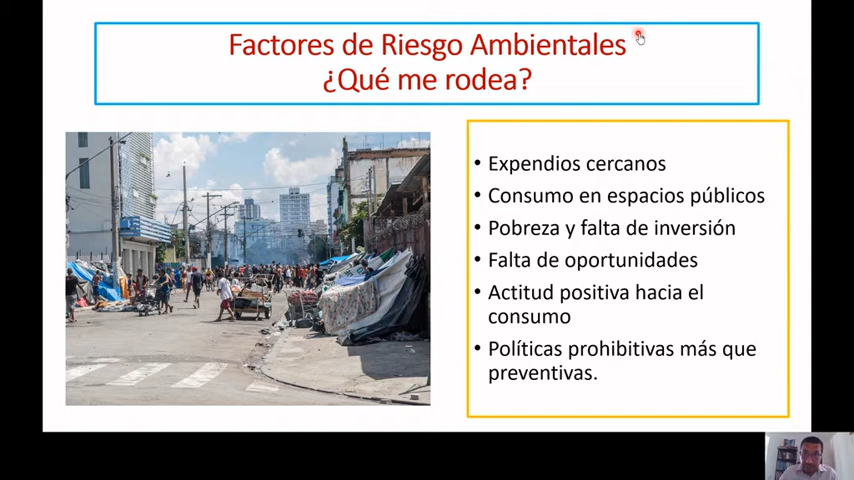 Factores de Riesgo Ambientales
¿Qué me rodea?
• Expendios cercanos
• Consumo en espacios públicos
• Pobreza y falta de inversión
• Falta de oportunidades
• Actitud positiva hacia el
consumo
• Políticas prohibitivas más que
preventivas.